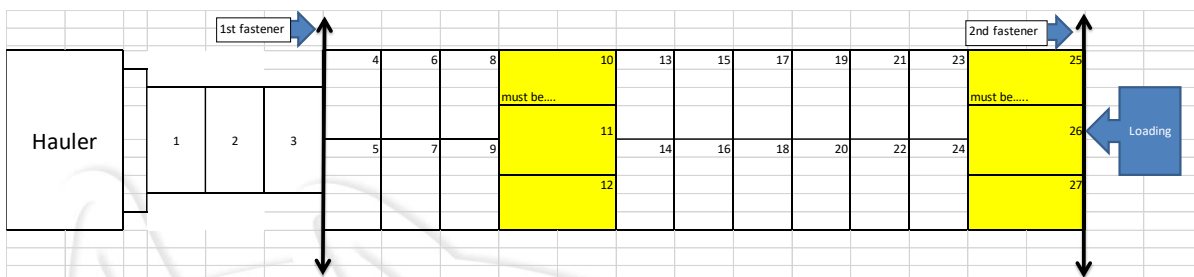 1st fastener
2nd fastener
4 6 8 10 13 15 17 19 21 23 25
must be.... must be.....
Hauler 1 2 3 11 26 Loading
5 7 9 14 16 18 20 22 24
12 27